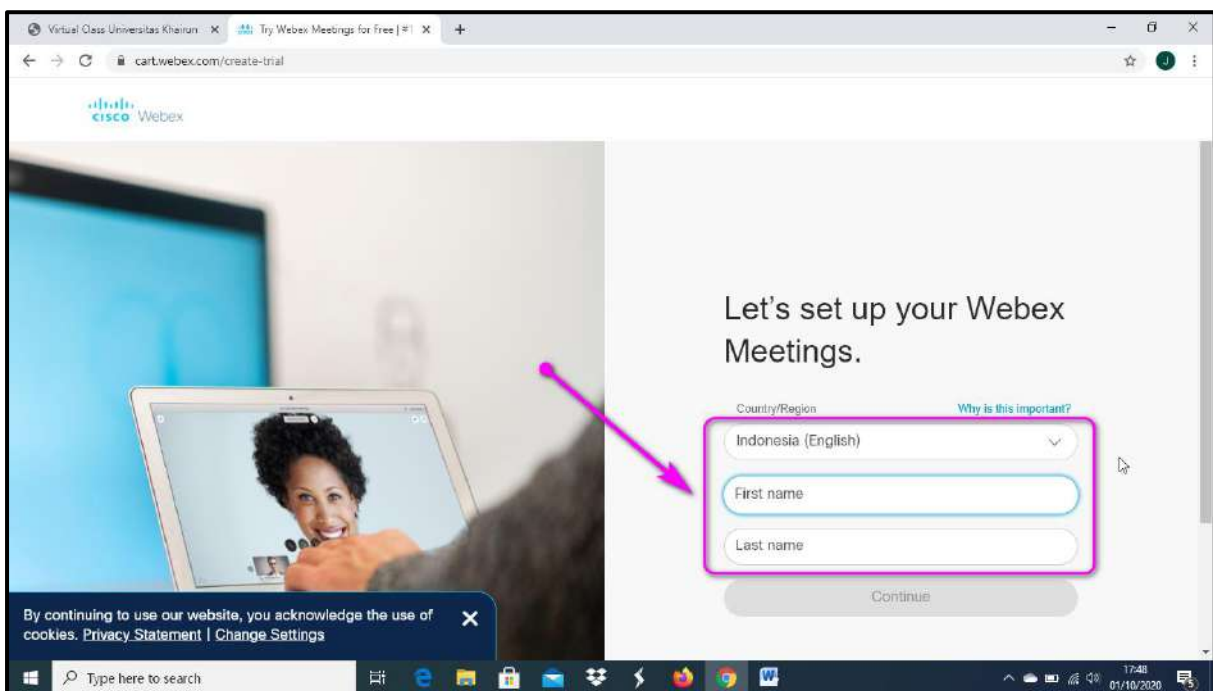 Virtual Class Universitas Khairun
Try Webex Meetings for Free | #1
cart.webex.com/create-trial
J
cisco Webex
Let's set up your Webex
Meetings.
Country/Region
Why is this important?
Indonesia (English)
First name
Last name
Continue
By continuing to use our website, you acknowledge the use of
cookies. Privacy Statement | Change Settings
Type here to search
17:48
01/10/2020